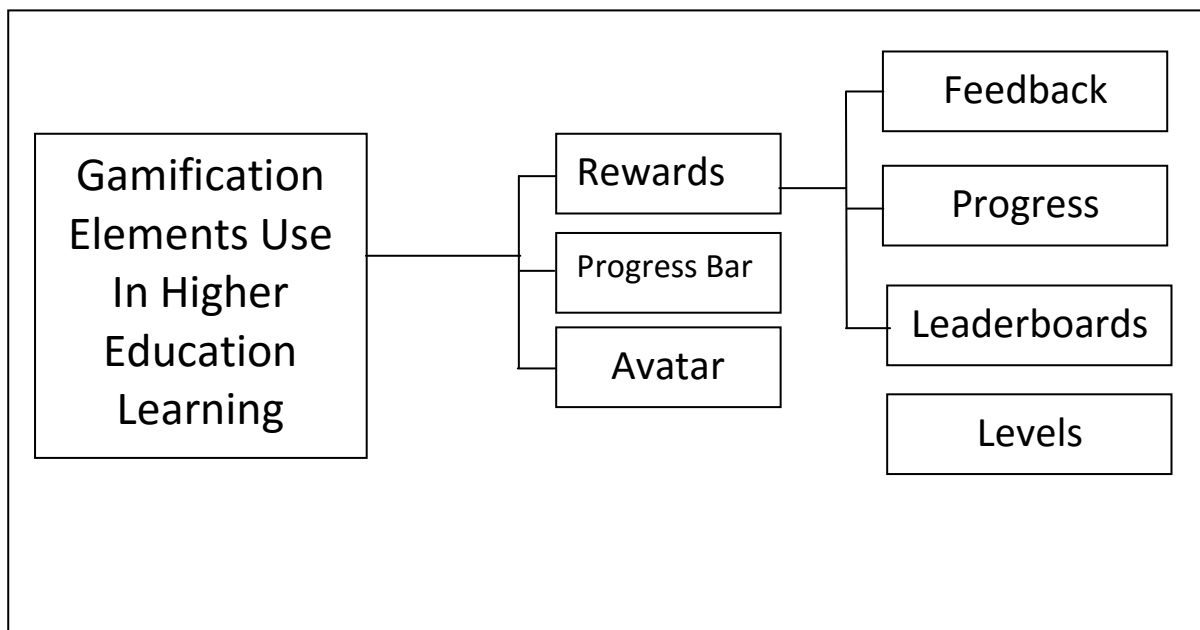 Gamification
Elements Use
In Higher
Education
Learning
Rewards
Progress Bar
Avatar
Feedback
Progress
Leaderboards
Levels